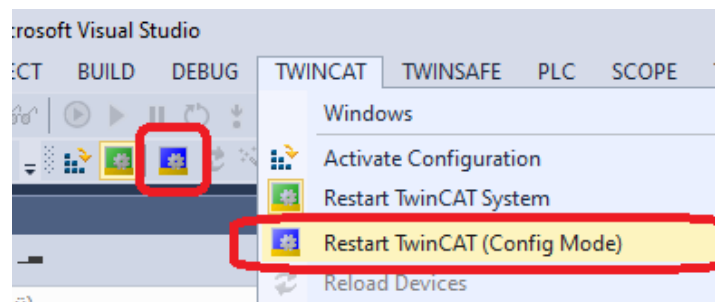 crosoft Visual Studio
ECT BUILD DEBUG TWINCAT TWINSAFE PLC SCOPE
Windows
Activate Configuration
Restart TwinCAT System
Restart TwinCAT (Config Mode)
Reload Devices